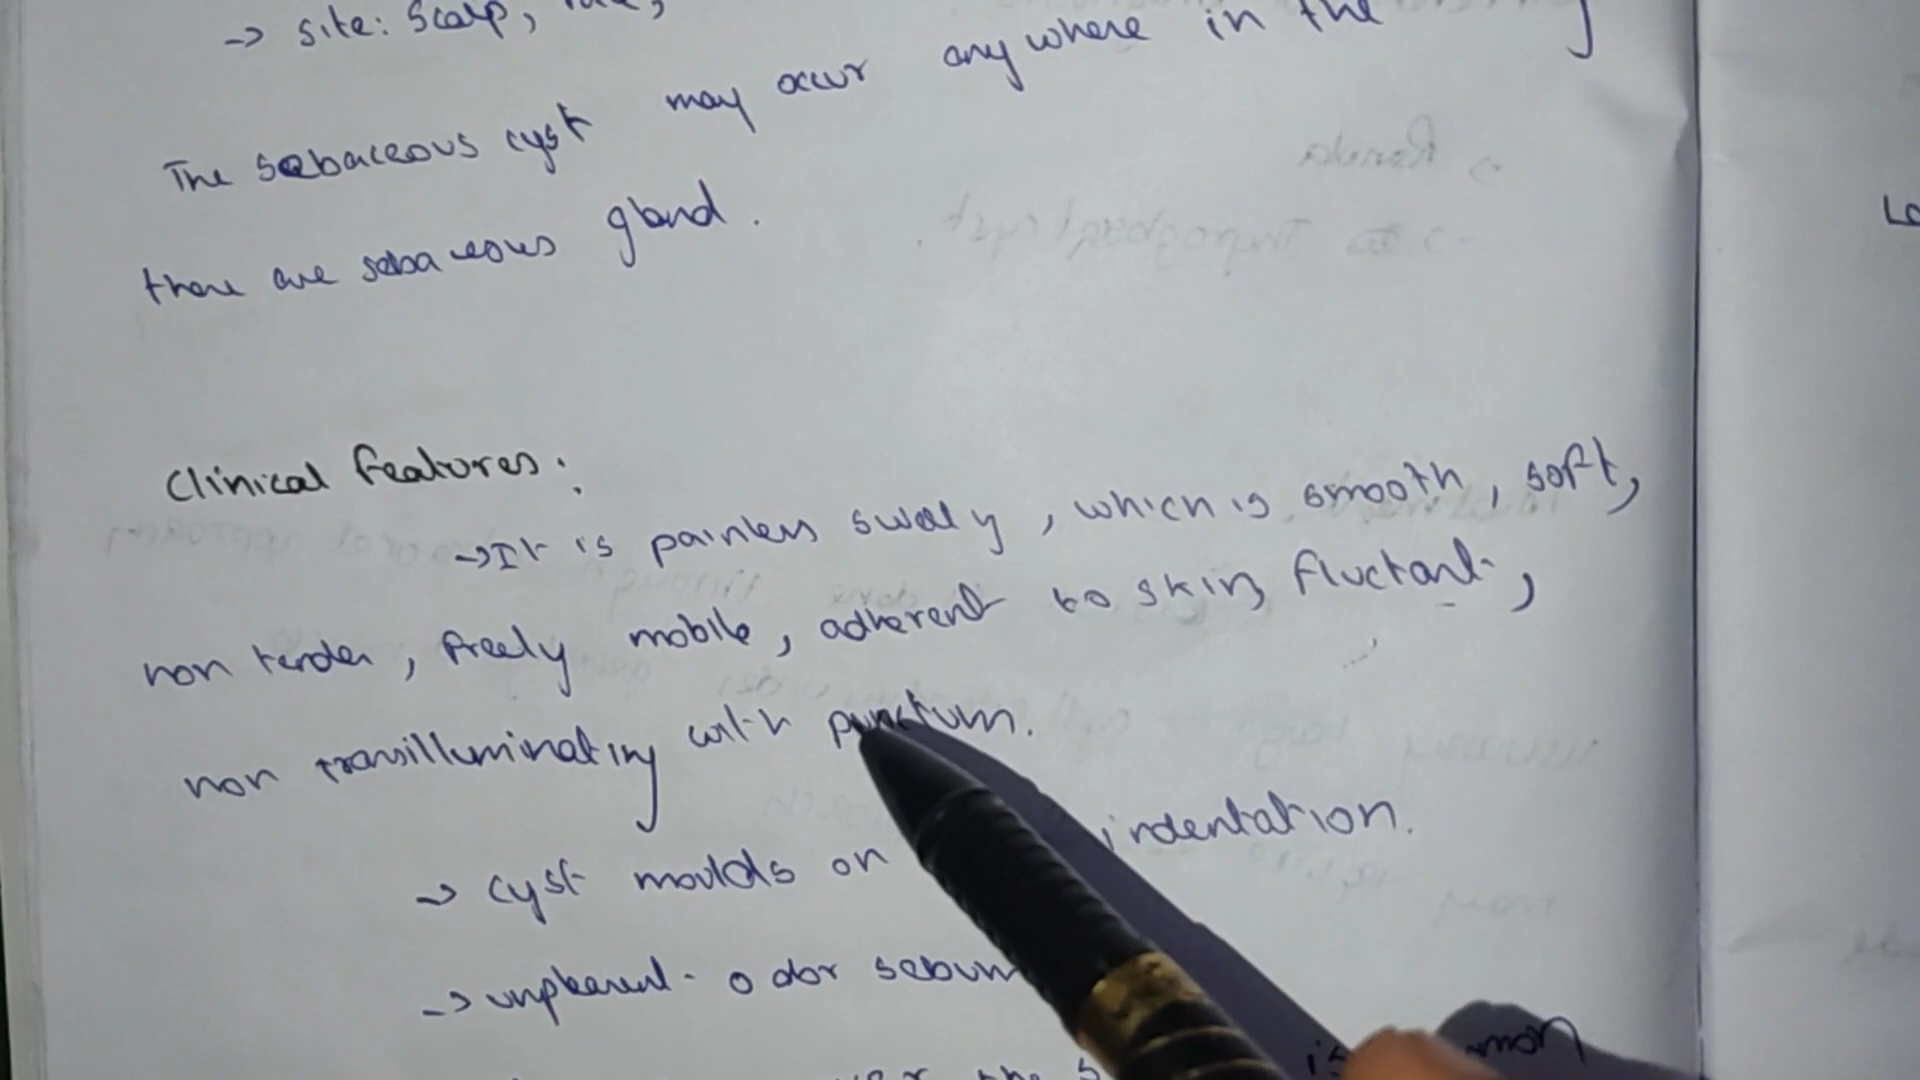 -> site: Scalp,
The sebaceous cyst may occur anywhere in the
there are sebaceous gland.
Clinical features:
-> It is painless swelly, which is smooth, soft,
non tender, freely mobile, adherent to skin, fluctant,
non transilluminating with punctum.
-> cyst moulds on indentation.
-> unpleasant odor sebum
is